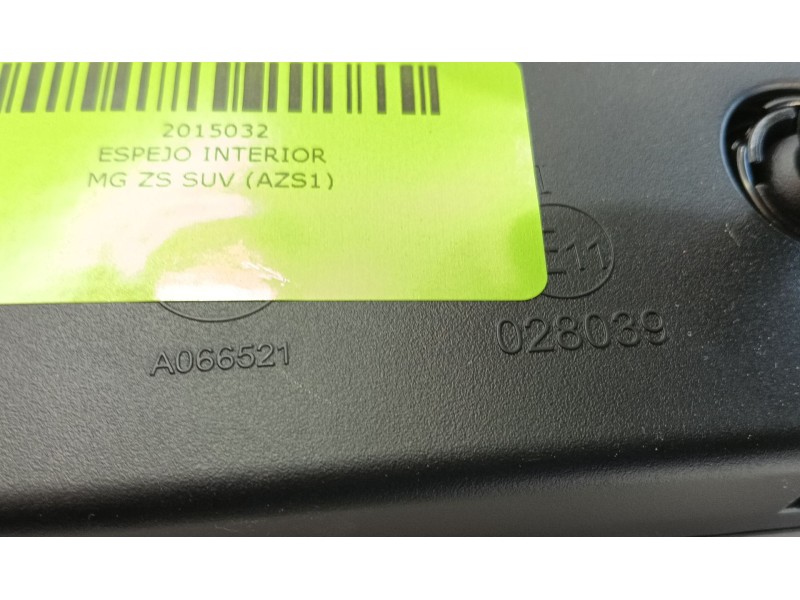 2015032
ESPEJO INTERIOR
MG ZS SUV (AZS1)
E11
A066521
028039